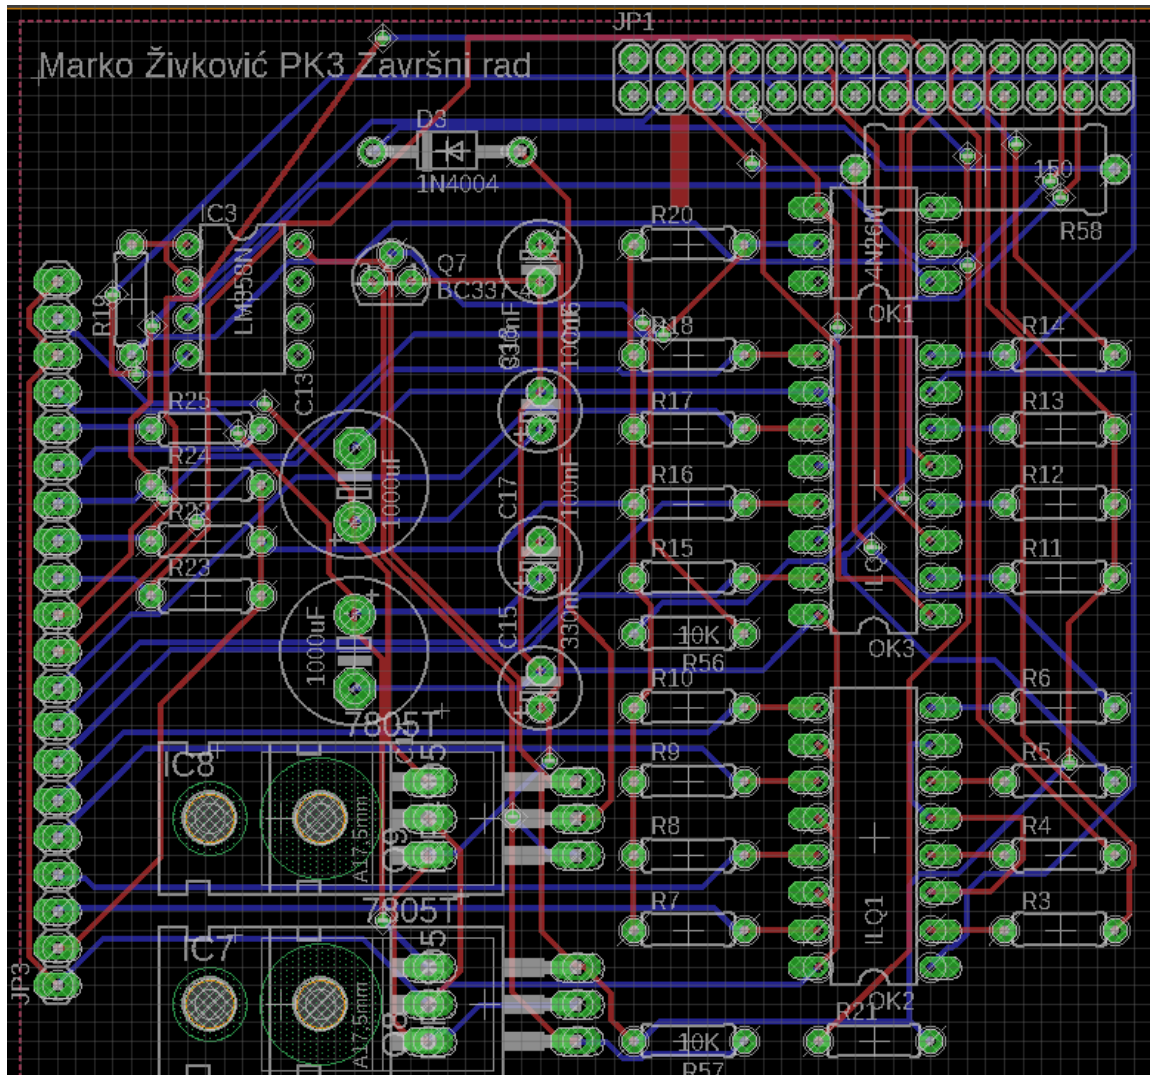 JP1
Marko Živković PK3 Završni rad
D3
1N4004
150
R58
IC3
LM358N
R19
Q7
R20
4N26M
OK1
C13
R18
R14
R25
R17
R13
R24
1000uF
C17
100nF
R16
R12
R23
R15
R11
1000uF
C15
330nF
10K
R56
OK3
R10
R6
7805T
IC8
R9
R5
A17,5mm
R8
R4
7805T
R7
ILQ1
R3
JP3
IC7
A17,5mm
OK2
R21
10K
R57